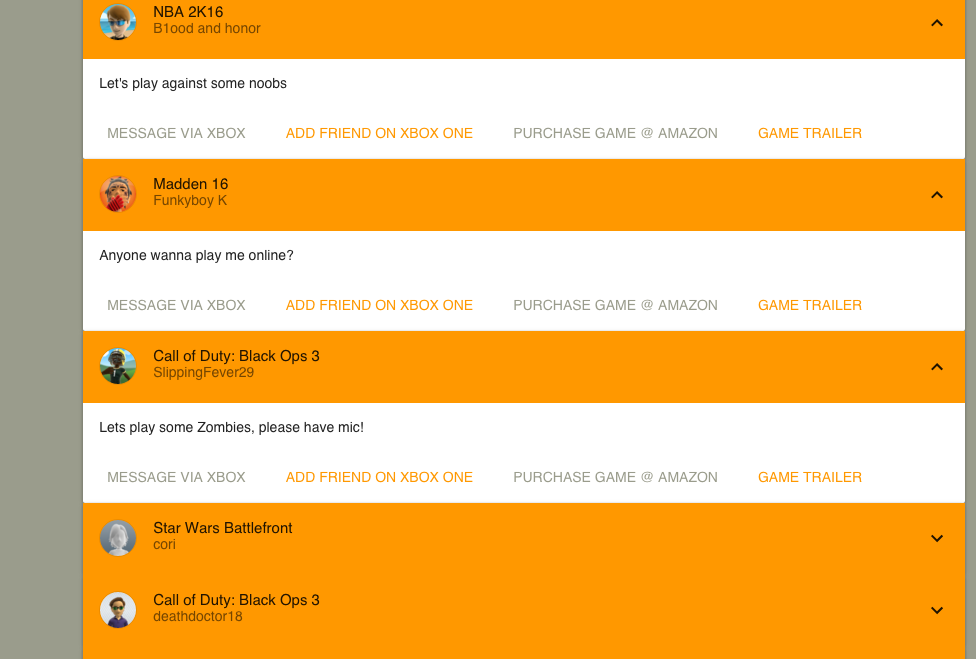 NBA 2K16
B1ood and honor
Let's play against some noobs
MESSAGE VIA XBOX ADD FRIEND ON XBOX ONE PURCHASE GAME @ AMAZON GAME TRAILER
Madden 16
Funkyboy K
Anyone wanna play me online?
MESSAGE VIA XBOX ADD FRIEND ON XBOX ONE PURCHASE GAME @ AMAZON GAME TRAILER
Call of Duty: Black Ops 3
SlippingFever29
Lets play some Zombies, please have mic!
MESSAGE VIA XBOX ADD FRIEND ON XBOX ONE PURCHASE GAME @ AMAZON GAME TRAILER
Star Wars Battlefront
cori
Call of Duty: Black Ops 3
deathdoctor18